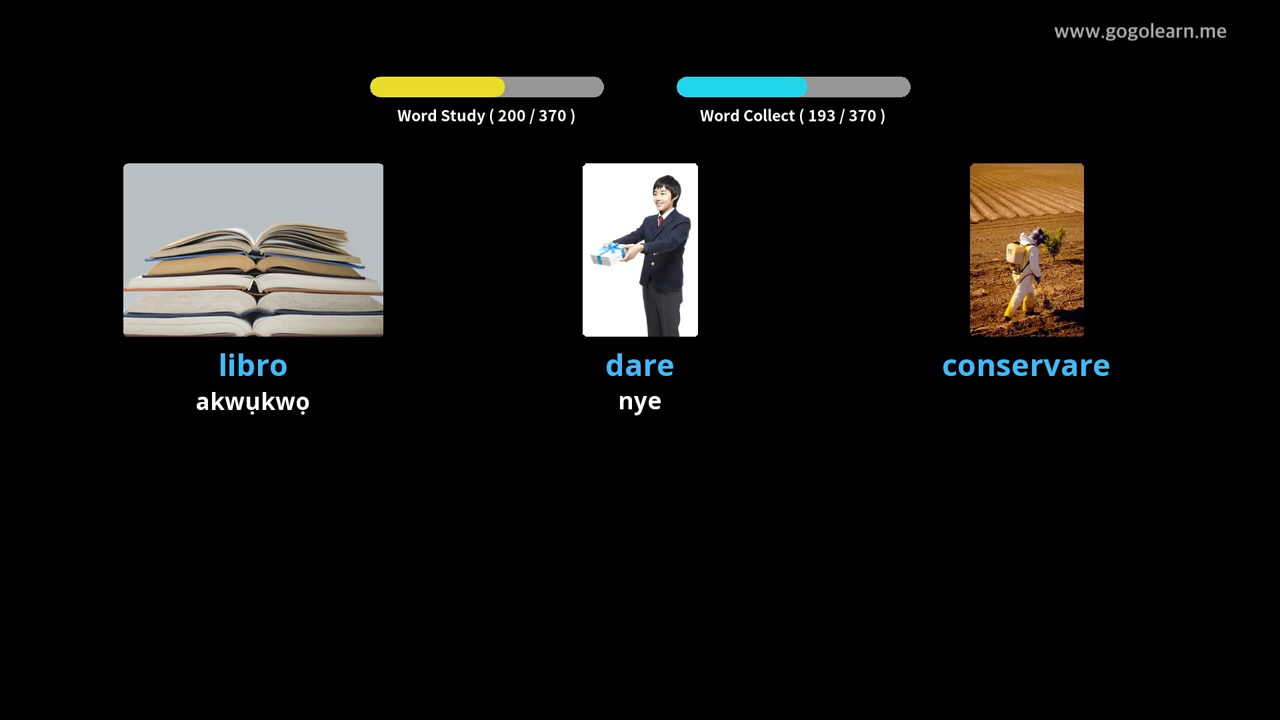 www.gogolearn.me
Word Study ( 200 / 370 )
Word Collect ( 193 / 370 )
libro
akwụkwọ
dare
nye
conservare